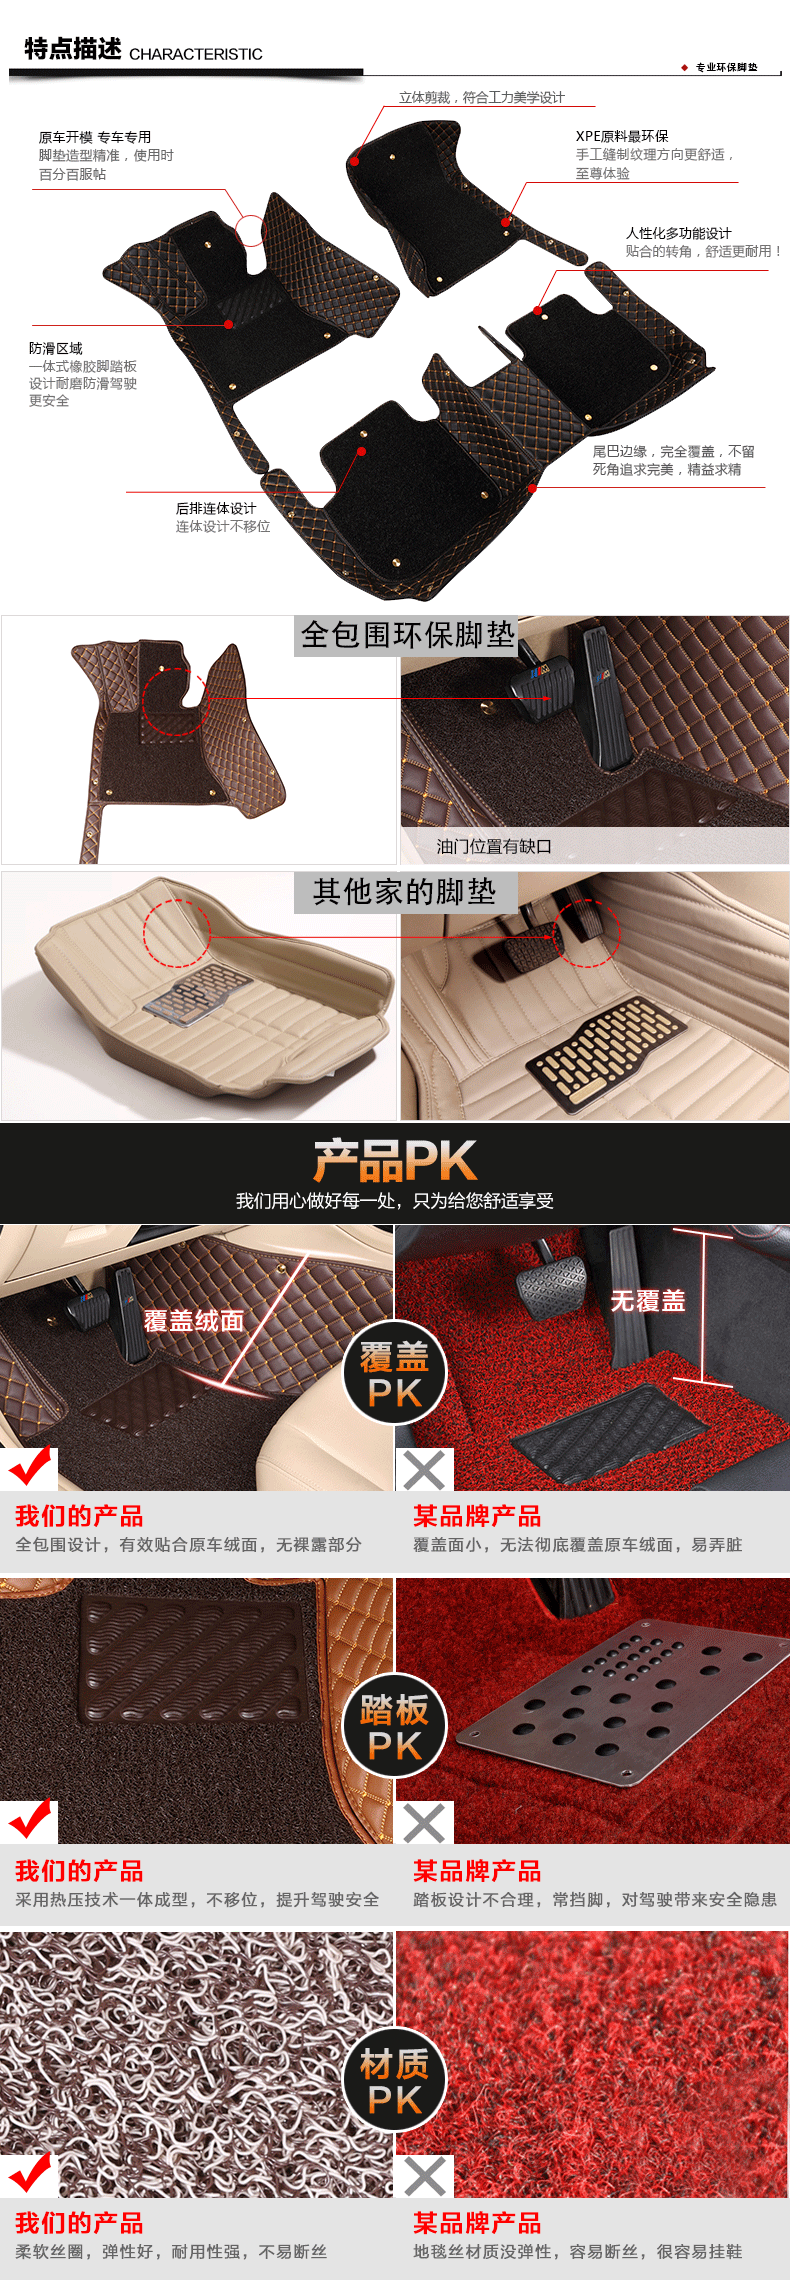 特点描述 CHARACTERISTIC
专业环保脚垫
立体剪裁，符合工力美学设计
原车开模 专车专用
脚垫造型精准，使用时
百分百服帖
XPE原料最环保
手工缝制纹理方向更舒适，
至尊体验
人性化多功能设计
贴合的转角，舒适更耐用！
防滑区域
一体式橡胶脚踏板
设计耐磨防滑驾驶
更安全
尾巴边缘，完全覆盖，不留
死角追求完美，精益求精
后排连体设计
连体设计不移位
全包围环保脚垫
油门位置有缺口
其他家的脚垫
产品PK
我们用心做好每一处，只为给您舒适享受
覆盖绒面
无覆盖
覆盖
PK
我们的产品
全包围设计，有效贴合原车绒面，无裸露部分
某品牌产品
覆盖面小，无法彻底覆盖原车绒面，易弄脏
踏板
PK
我们的产品
采用热压技术一体成型，不移位，提升驾驶安全
某品牌产品
踏板设计不合理，常挡脚，对驾驶带来安全隐患
材质
PK
我们的产品
柔软丝圈，弹性好，耐用性强，不易断丝
某品牌产品
地毯丝材质没弹性，容易断丝，很容易挂鞋